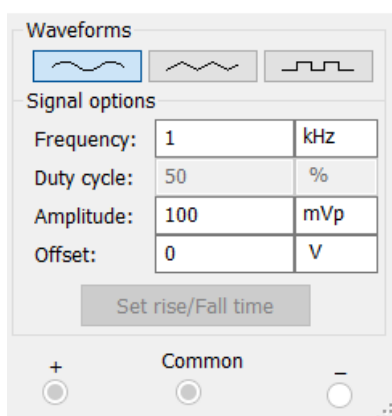 Waveforms
Signal options
Frequency: 1 kHz
Duty cycle: 50 %
Amplitude: 100 mVp
Offset: 0 V
Set rise/Fall time
+ Common −